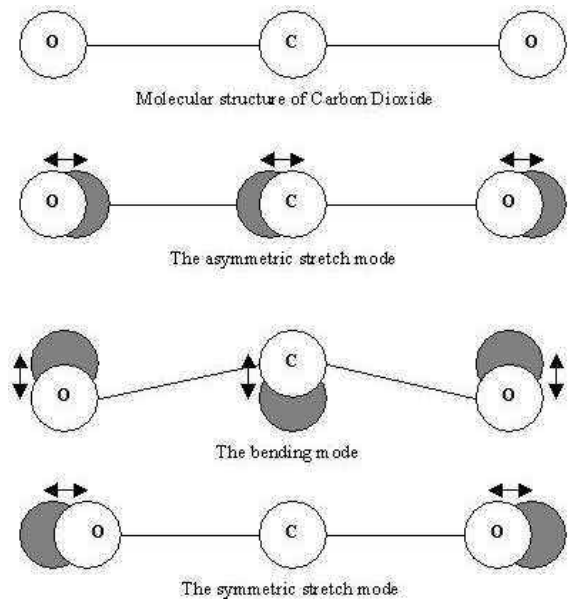 O C O
Molecular structure of Carbon Dioxide
O C O
The asymmetric stretch mode
O C O
The bending mode
O C O
The symmetric stretch mode